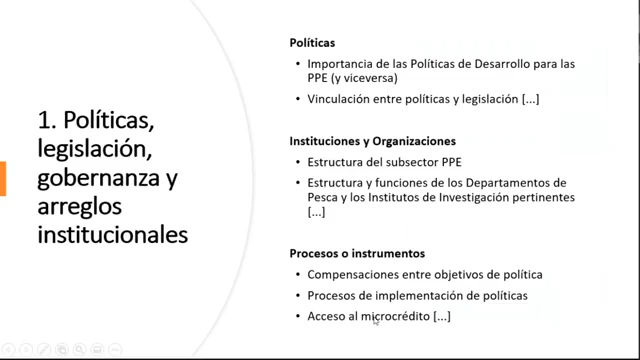 1. Políticas,
legislación,
gobernanza y
arreglos
institucionales
Políticas
• Importancia de las Políticas de Desarrollo para las
PPE (y viceversa)
• Vinculación entre políticas y legislación [...]
Instituciones y Organizaciones
• Estructura del subsector PPE
• Estructura y funciones de los Departamentos de
Pesca y los Institutos de Investigación pertinentes
[...]
Procesos o instrumentos
• Compensaciones entre objetivos de política
• Procesos de implementación de políticas
• Acceso al microcrédito [...]